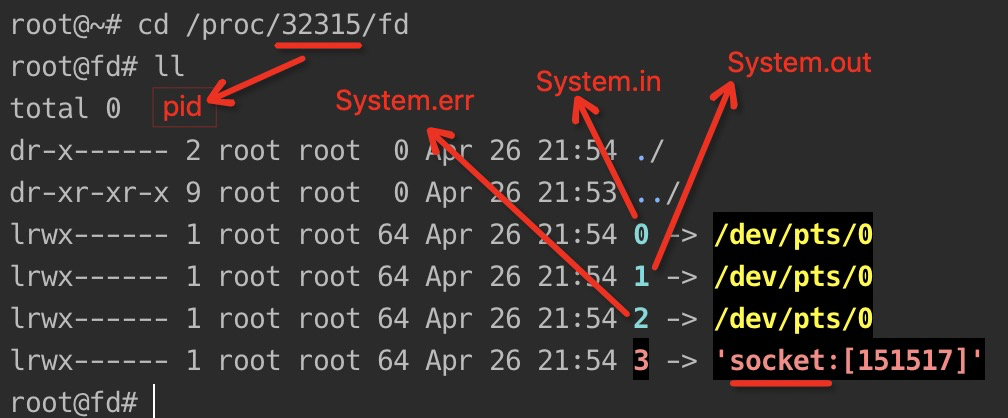 root@~# cd /proc/32315/fd
root@fd# ll
total 0 pid
System.err
System.in
System.out
dr-x------ 2 root root  0 Apr 26 21:54 ./
dr-xr-xr-x 9 root root  0 Apr 26 21:53 ../
lrwx------ 1 root root 64 Apr 26 21:54 0 -> /dev/pts/0
lrwx------ 1 root root 64 Apr 26 21:54 1 -> /dev/pts/0
lrwx------ 1 root root 64 Apr 26 21:54 2 -> /dev/pts/0
lrwx------ 1 root root 64 Apr 26 21:54 3 -> 'socket:[151517]'
root@fd#